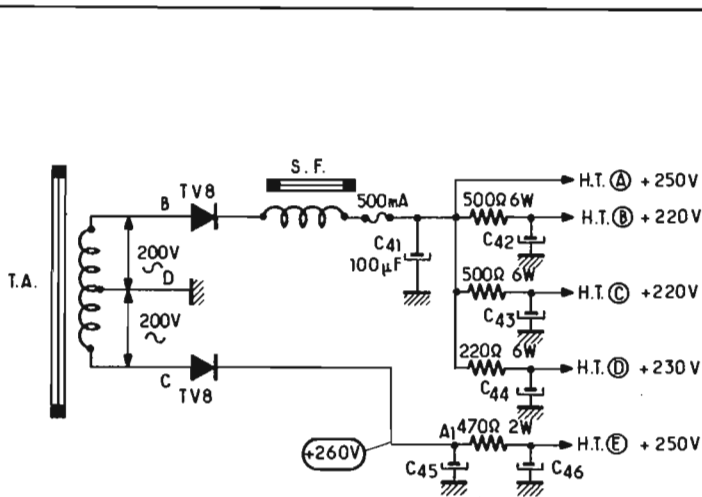 S.F.
B TV8
500mA
H.T. (A) +250V
500Ω 6W
H.T. (B) +220V
C41
100µF
C42
200V
D
T.A.
500Ω 6W
H.T. (C) +220V
C43
200V
220Ω 6W
H.T. (D) +230V
C
TV8
C44
A1 470Ω 2W
H.T. (E) +250V
+260V
C45
C46